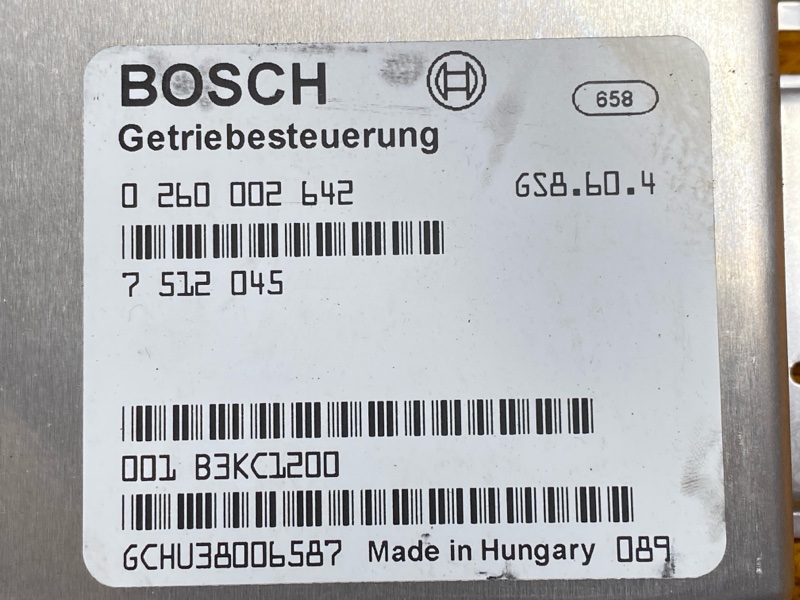 BOSCH 658
Getriebesteuerung
0 260 002 642 GS8.60.4
7 512 045
001 B3KC1200
GCHU38006587 Made in Hungary 089